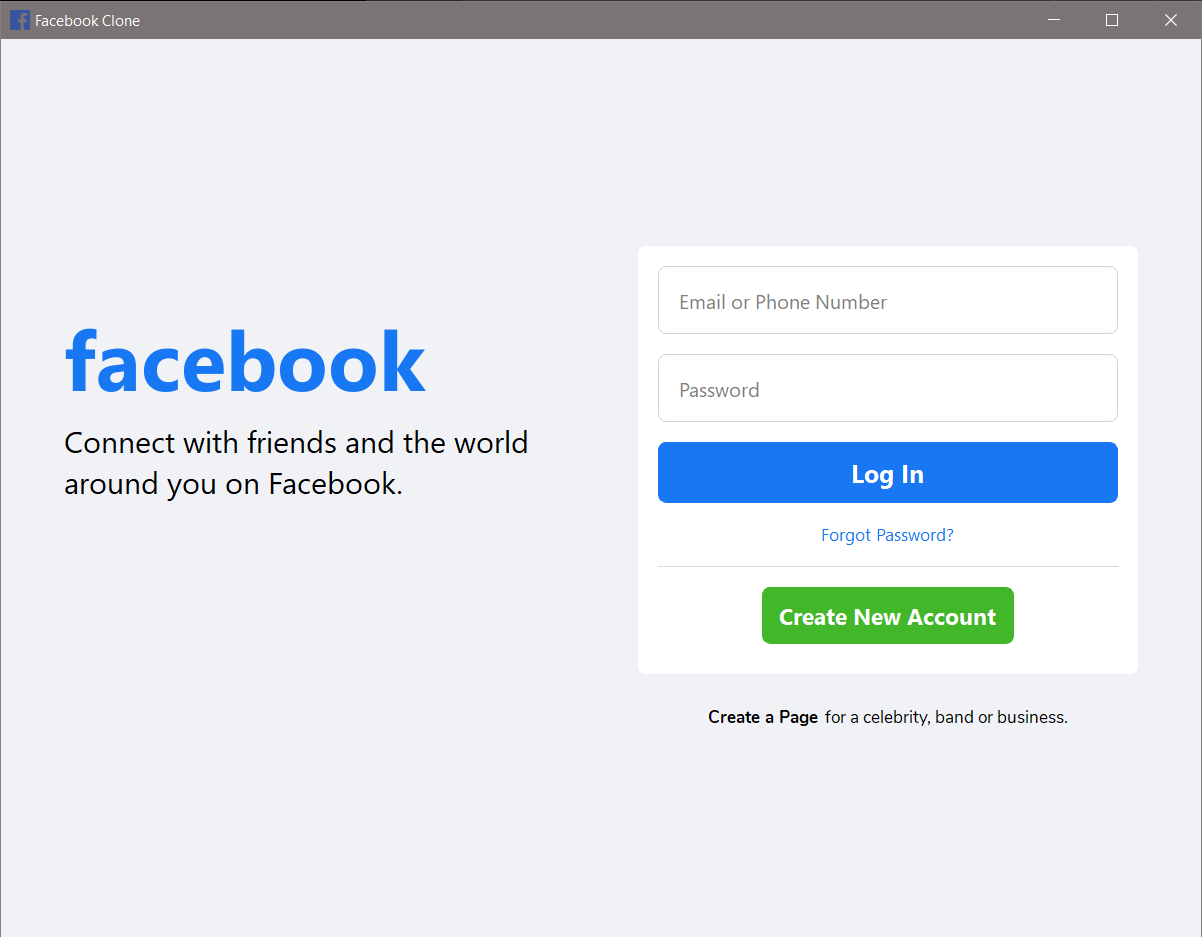 Facebook Clone
facebook
Connect with friends and the world
around you on Facebook.
Email or Phone Number
Password
Log In
Forgot Password?
Create New Account
Create a Page for a celebrity, band or business.